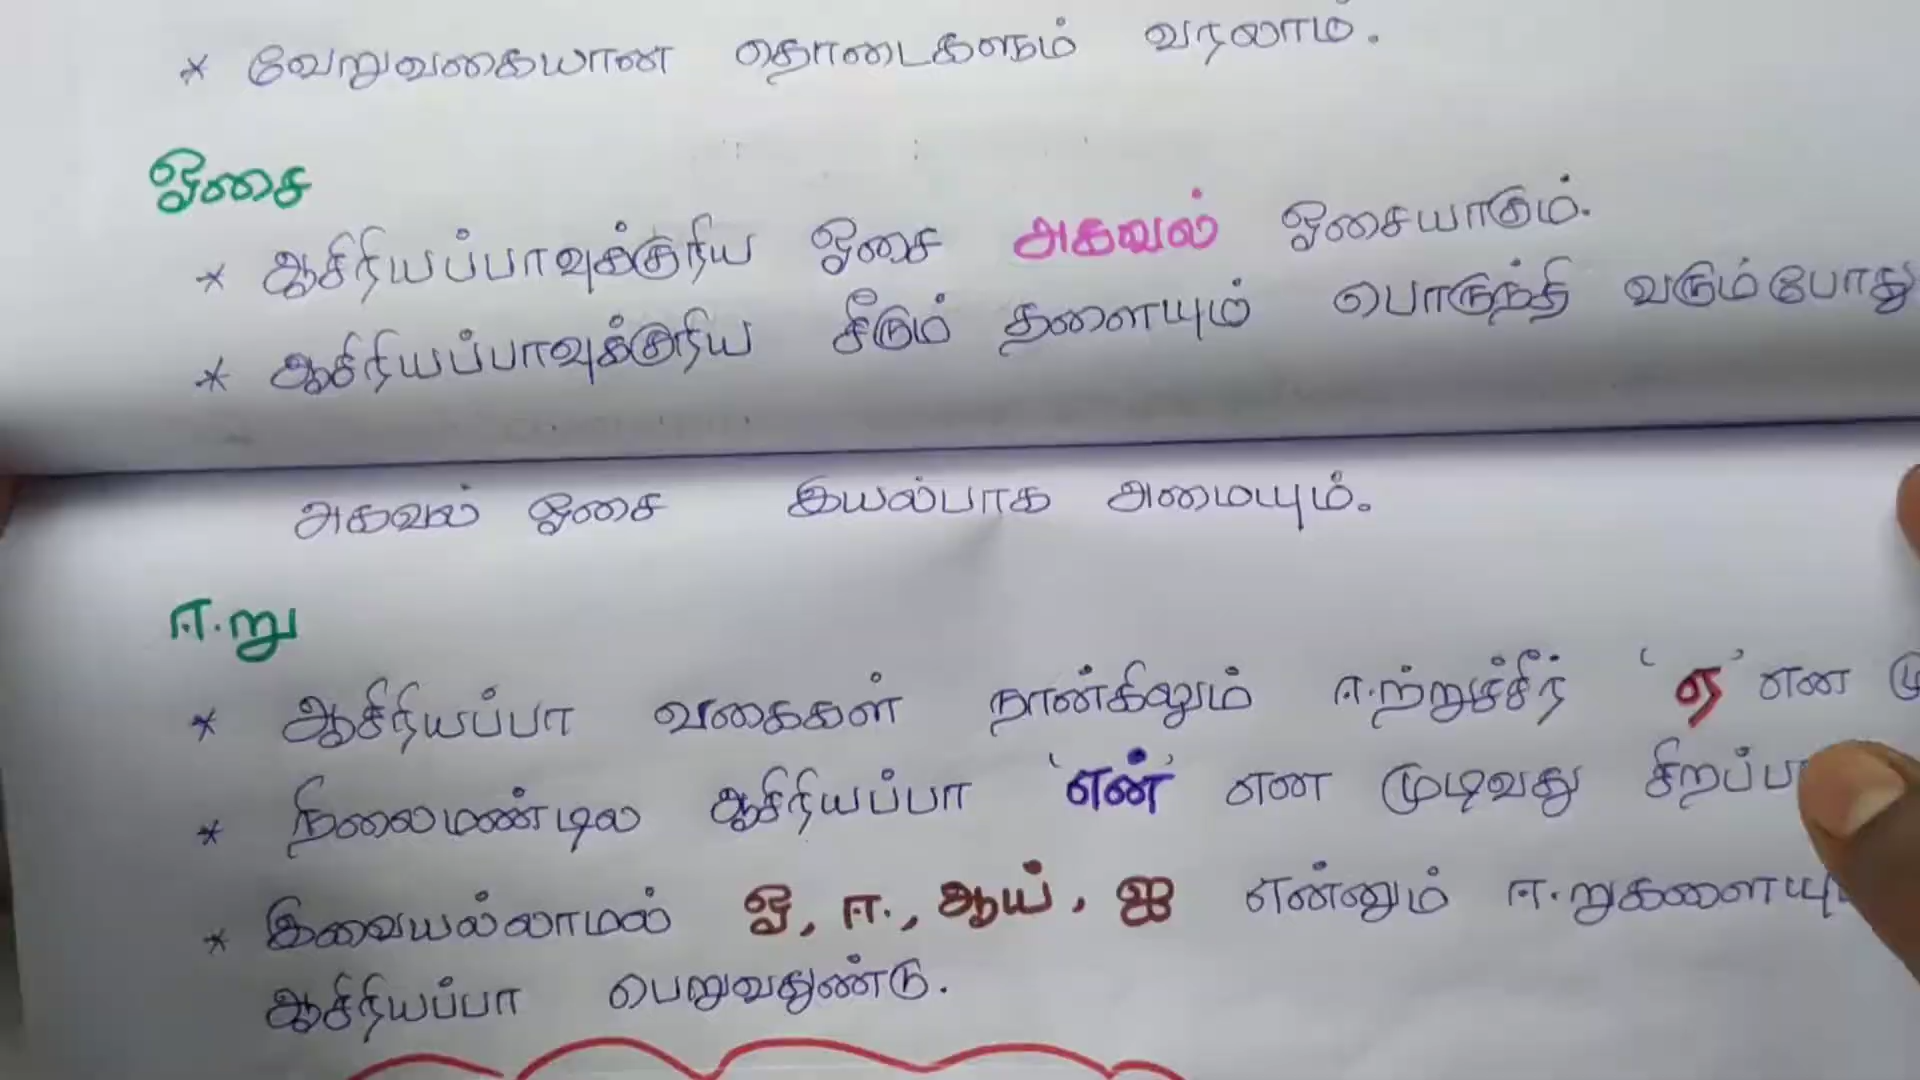 * வேறுவகையான தொடைகளும் வரலாம்.
ஓசை
* ஆசிரியப்பாவுக்குரிய ஓசை அகவல் ஓசையாகும்.
* ஆசிரியப்பாவுக்குரிய சீரும் தளையும் பொருந்தி வரும்போது
அகவல் ஓசை இயல்பாக அமையும்.
ஈறு
* ஆசிரியப்பா வகைகள் நான்கிலும் ஈற்றுச்சீர் 'ஏ' என
* நிலைமண்டில ஆசிரியப்பா 'என்' என முடிவது
* இவையல்லாமல் ஓ, ஈ, ஆய், ஐ என்னும் ஈறுகளையு
ஆசிரியப்பா பெறுவதுண்டு.